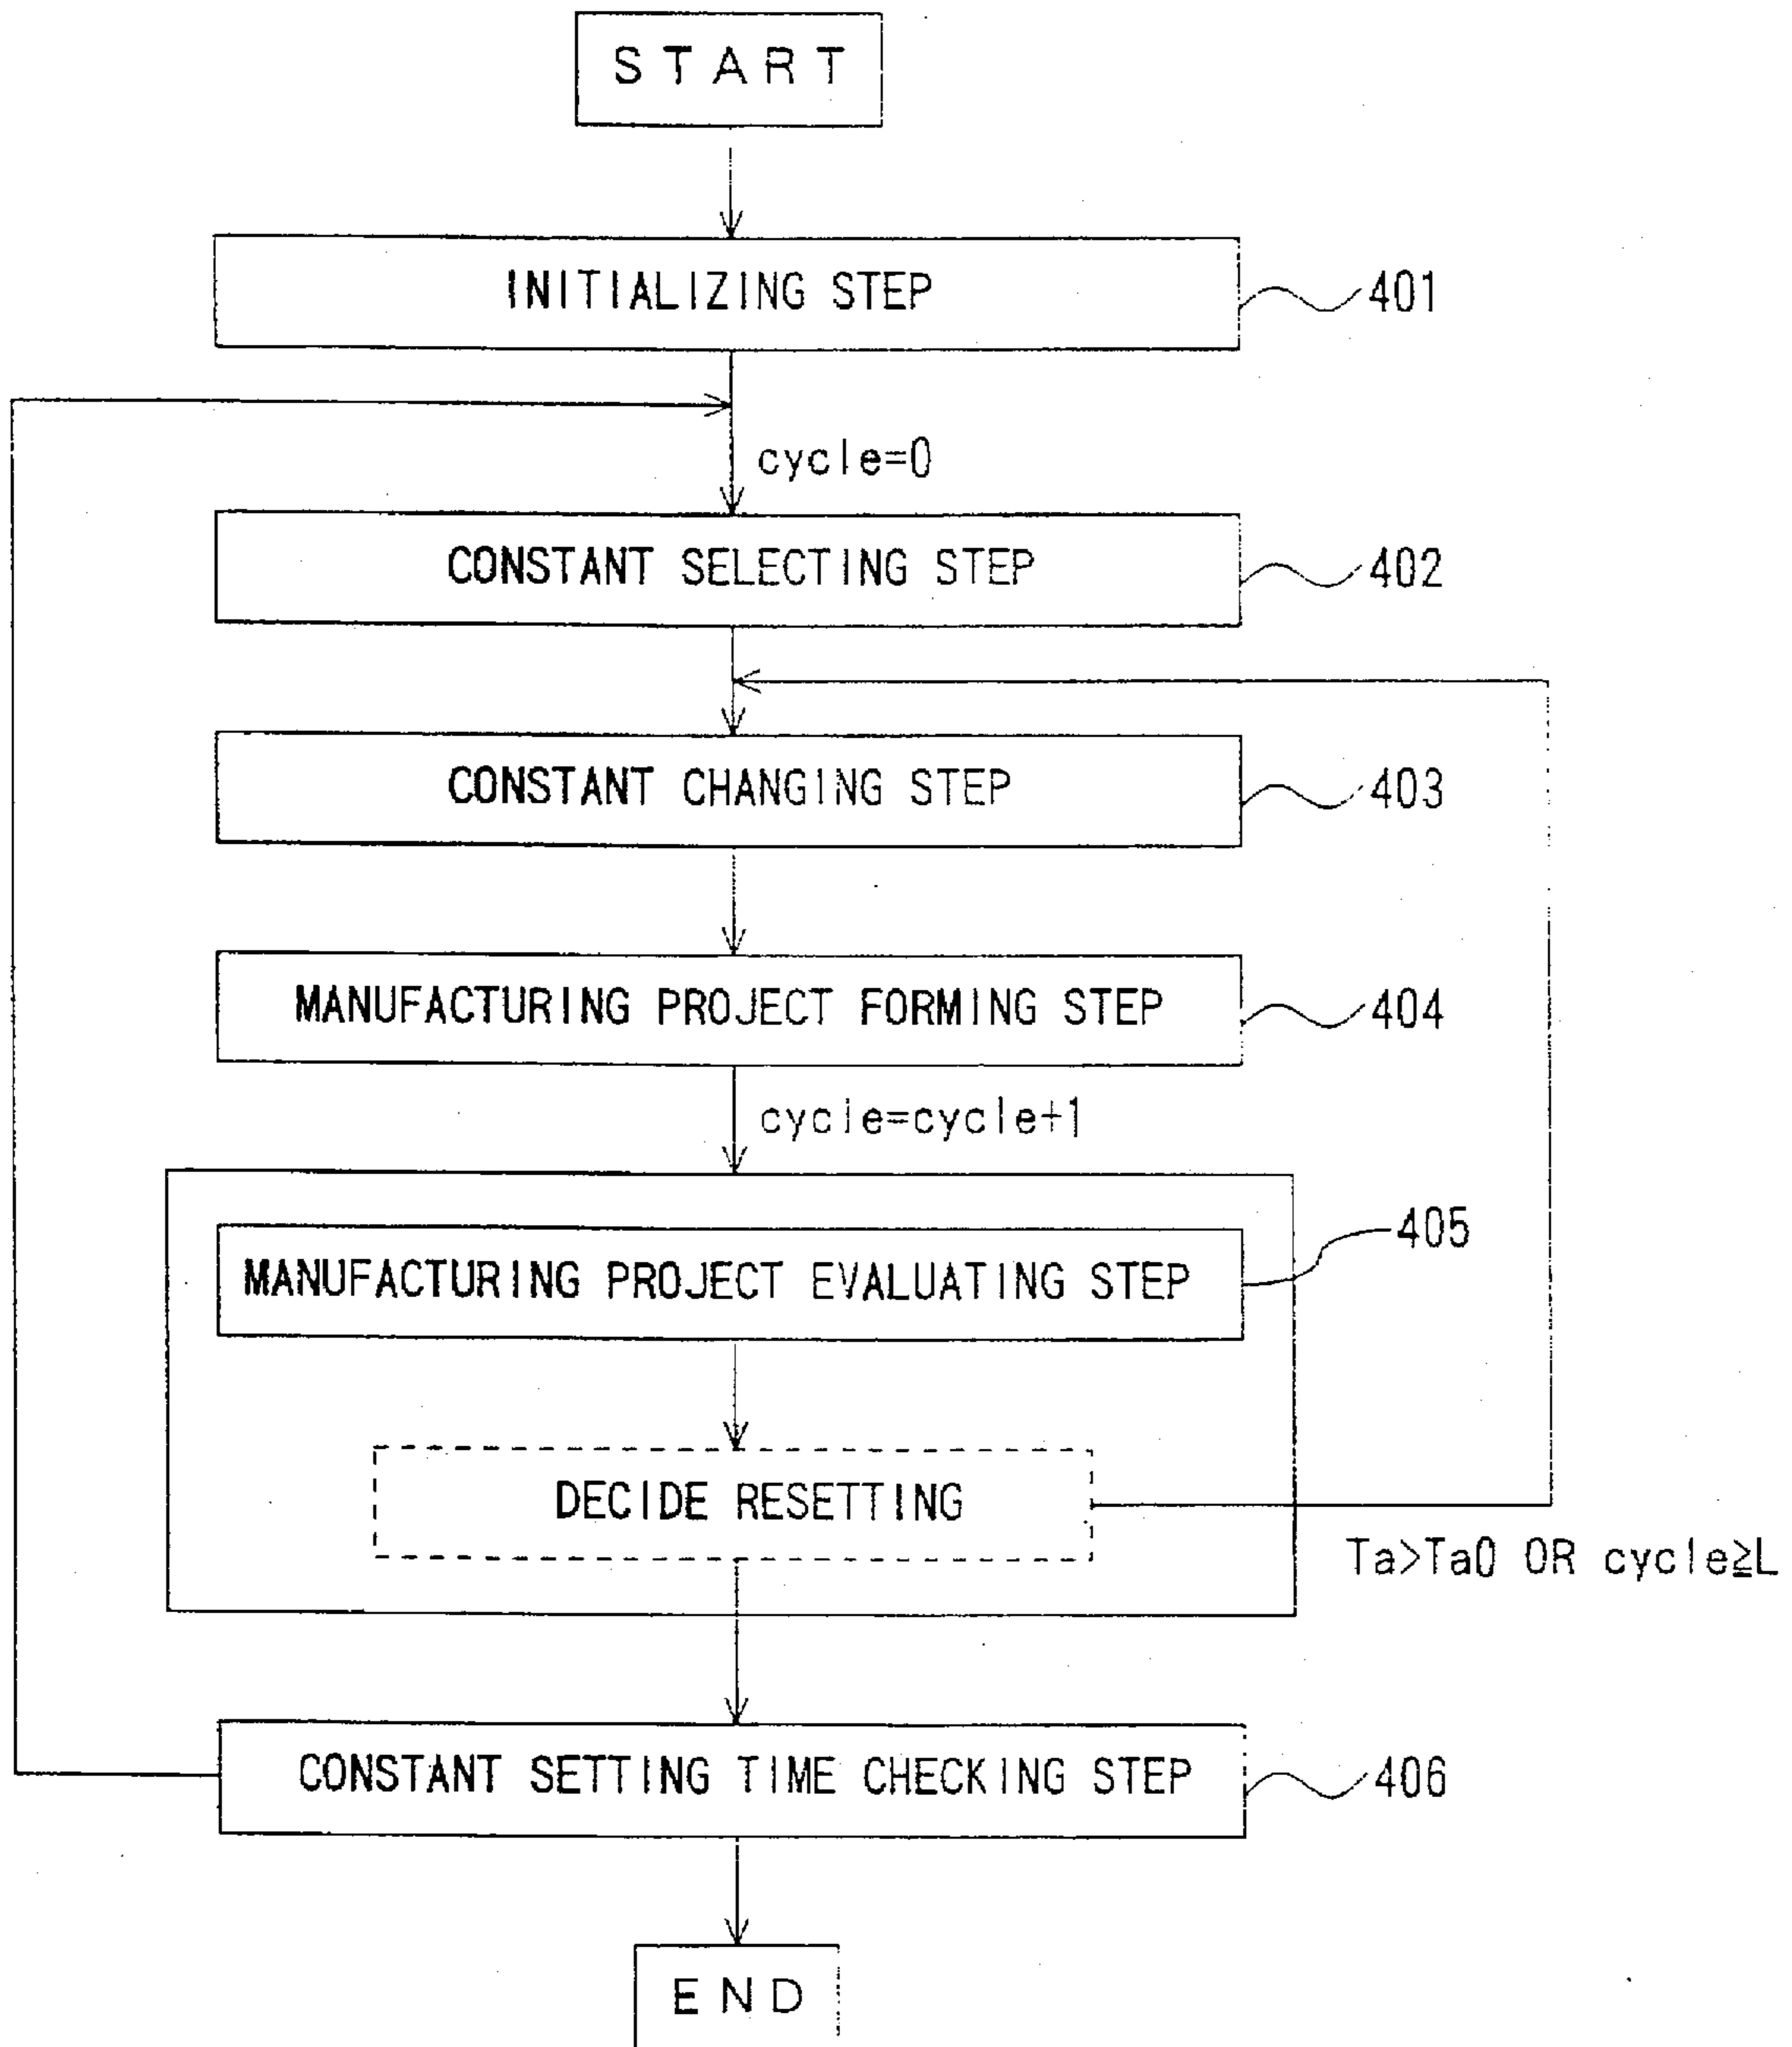 START
INITIALIZING STEP
401
cycle=0
CONSTANT SELECTING STEP
402
CONSTANT CHANGING STEP
403
MANUFACTURING PROJECT FORMING STEP
404
cycle=cycle+1
405
MANUFACTURING PROJECT EVALUATING STEP
DECIDE RESETTING
Ta>Ta0 OR cycle≧L
CONSTANT SETTING TIME CHECKING STEP
406
END